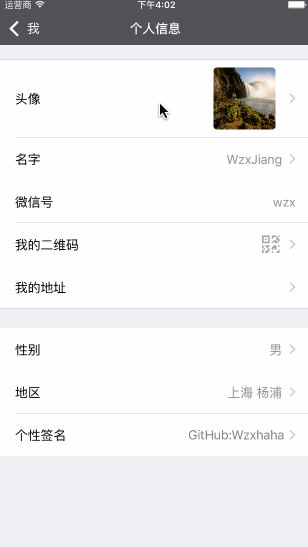 运营商 下午4:02
我 个人信息
头像
名字 WzxJiang
微信号 wzx
我的二维码
我的地址
性别 男
地区 上海 杨浦
个性签名 GitHub:Wzxhaha